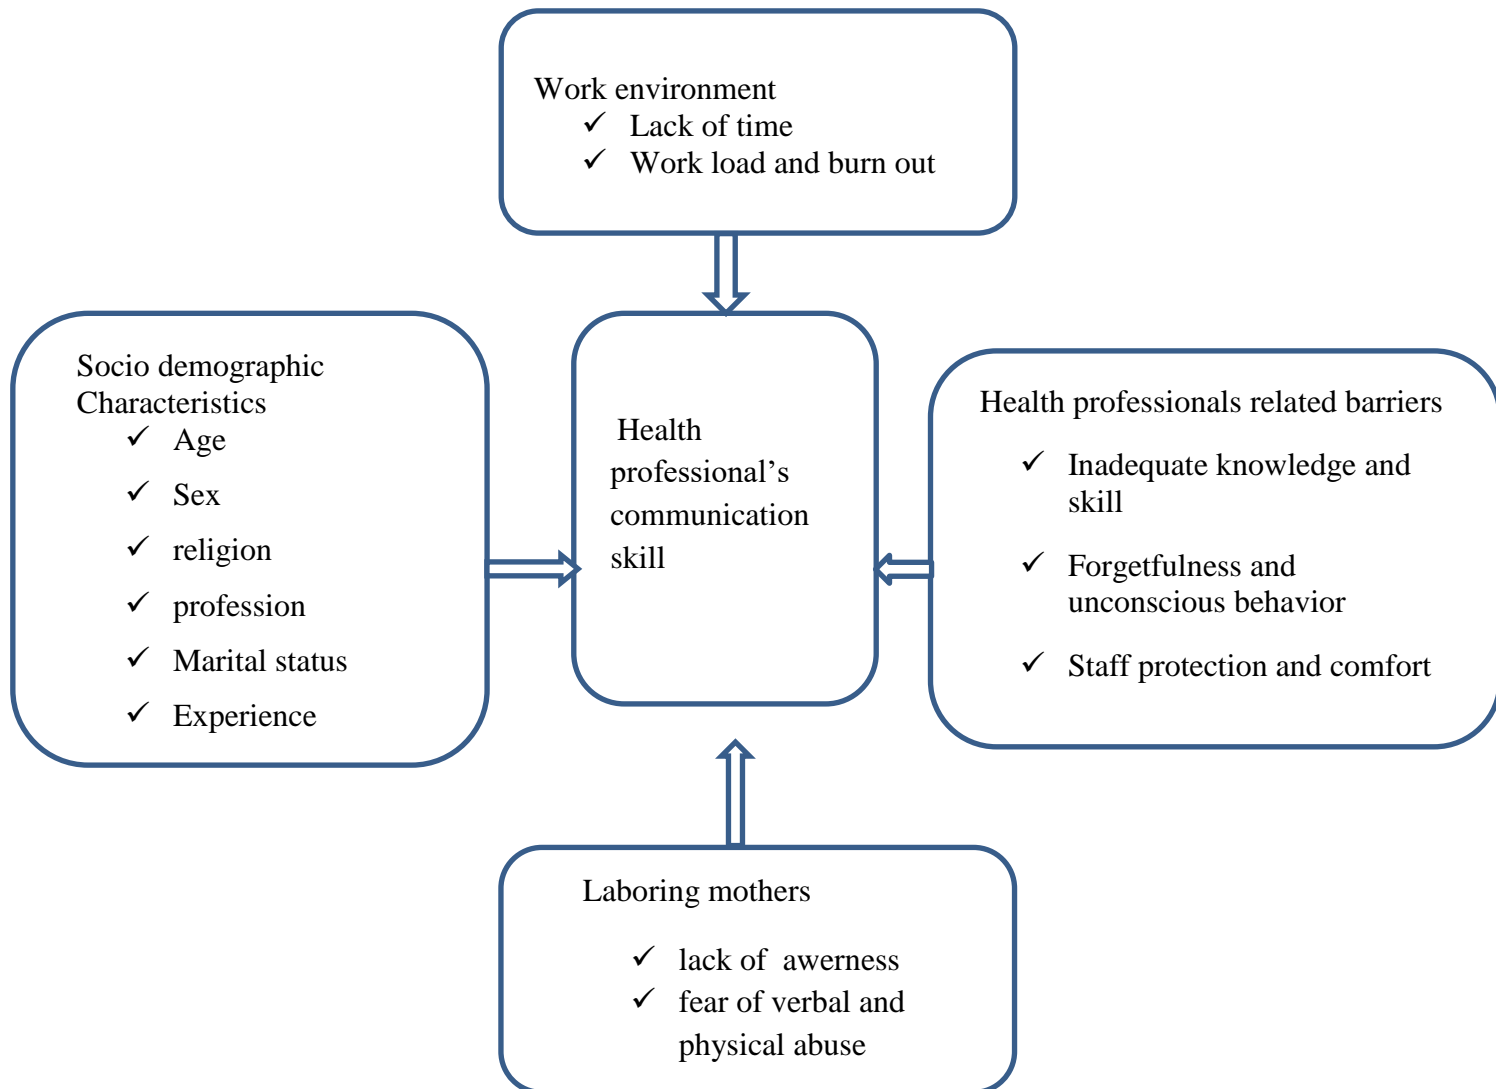 Work environment
✓ Lack of time
✓ Work load and burn out
Socio demographic
Characteristics
✓ Age
✓ Sex
✓ religion
✓ profession
✓ Marital status
✓ Experience
Health
professional’s
communication
skill
Health professionals related barriers
✓ Inadequate knowledge and
skill
✓ Forgetfulness and
unconscious behavior
✓ Staff protection and comfort
Laboring mothers
✓ lack of awerness
✓ fear of verbal and
physical abuse